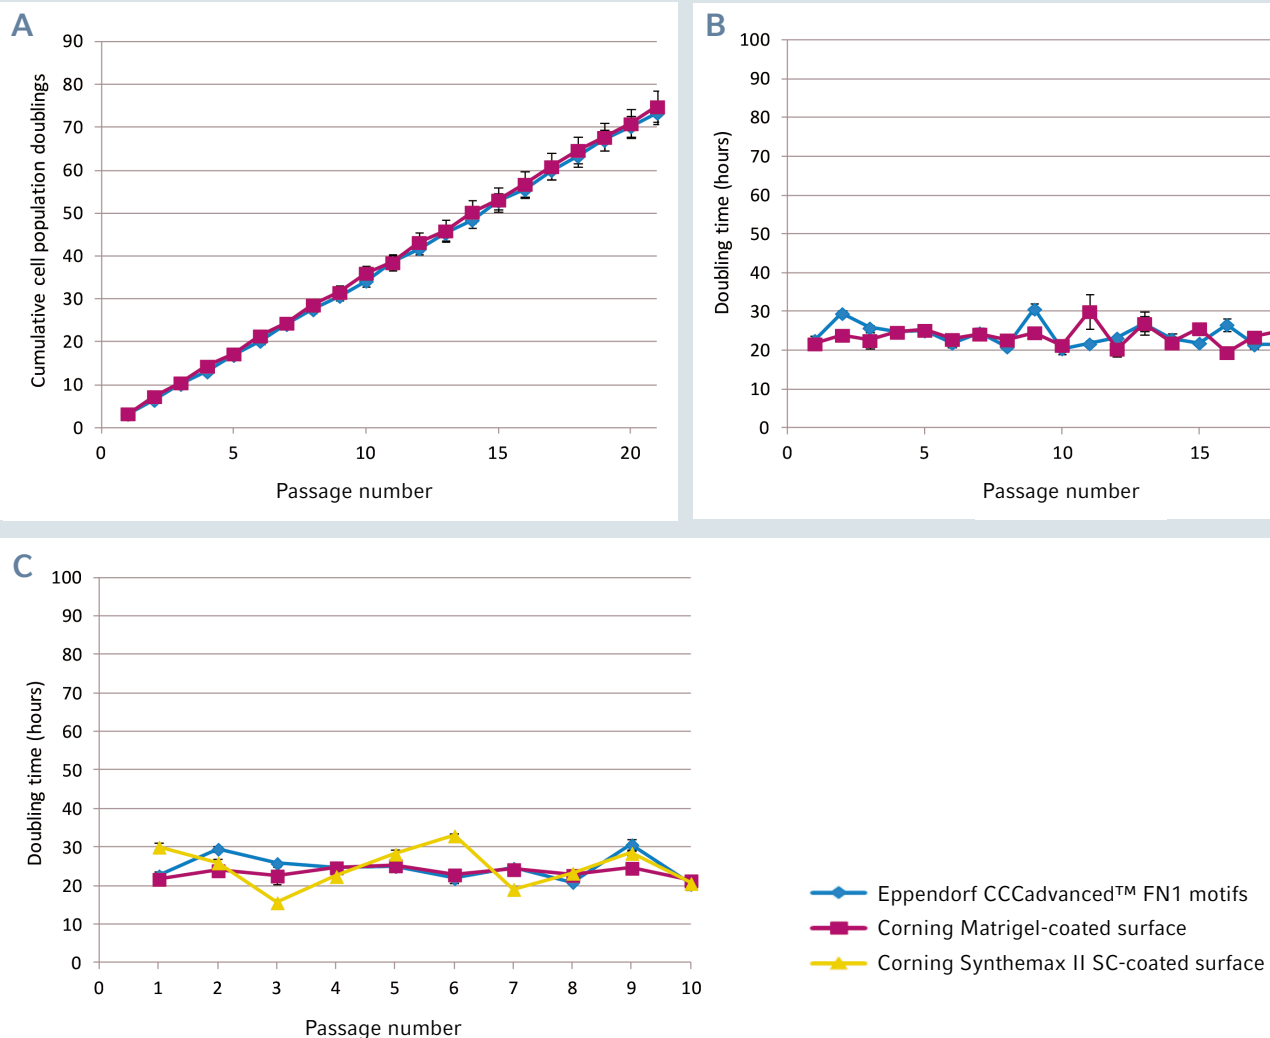 A
90
80
70
60
50
40
30
20
10
0
0 5 10 15 20
Cumulative cell population doublings
Passage number
B
100
90
80
70
60
50
40
30
20
10
0
0 5 10 15
Doubling time (hours)
Passage number
C
100
90
80
70
60
50
40
30
20
10
0
0 1 2 3 4 5 6 7 8 9 10
Doubling time (hours)
Passage number
Eppendorf CCCadvanced™ FN1 motifs
Corning Matrigel-coated surface
Corning Synthemax II SC-coated surface